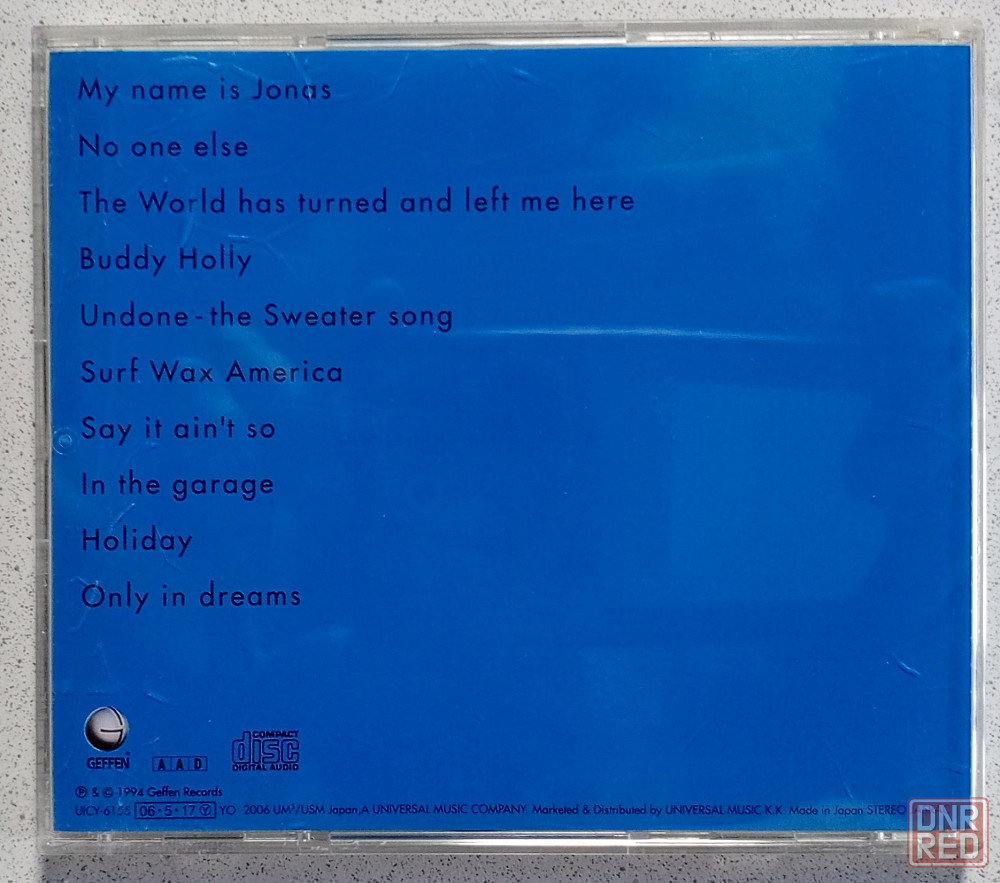 My name is Jonas
No one else
The World has turned and left me here
Buddy Holly
Undone - the Sweater song
Surf Wax America
Say it ain't so
In the garage
Holiday
Only in dreams
GEFFEN
A A D
COMPACT
disc
DIGITAL AUDIO
Ⓟ & © 1994 Geffen Records
UICY-6155 06・5・17 Ⓨ YO 2006 UM³/USM Japan, A UNIVERSAL MUSIC COMPANY. Marketed & Distributed by UNIVERSAL MUSIC K.K. Made in Japan STEREO
DNR
RED